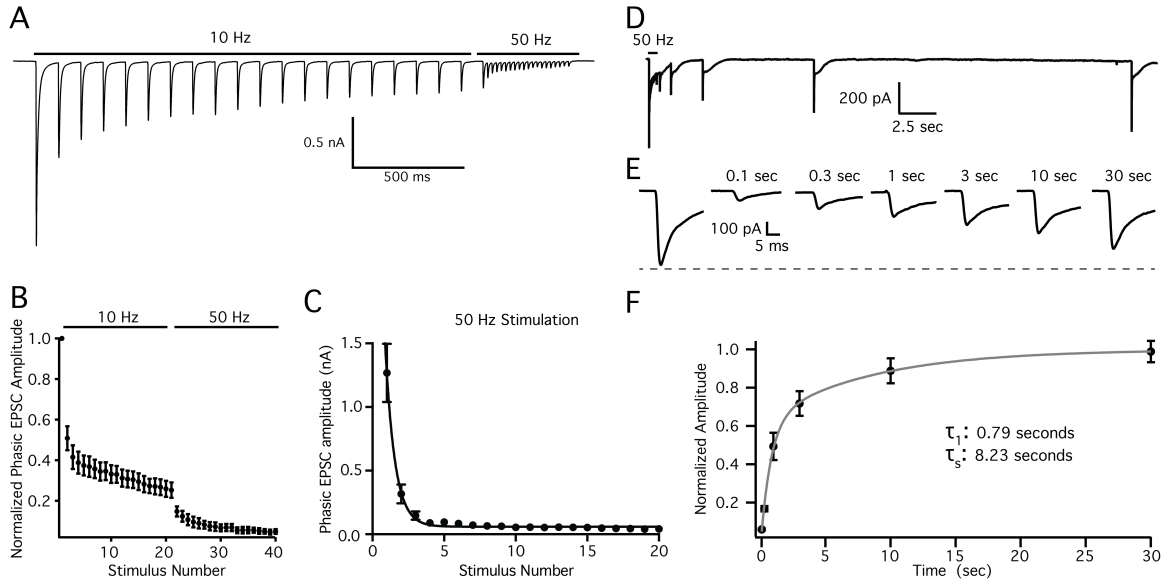 A
10 Hz
50 Hz
0.5 nA
500 ms
B
10 Hz
50 Hz
Normalized Phasic EPSC Amplitude
1.0
0.8
0.6
0.4
0.2
10
20
30
40
Stimulus Number
C
50 Hz Stimulation
Phasic EPSC amplitude (nA)
1.5
1.0
0.5
0.0
0
5
10
15
20
Stimulus Number
D
50 Hz
200 pA
2.5 sec
E
0.1 sec
0.3 sec
1 sec
3 sec
10 sec
30 sec
100 pA
5 ms
F
Normalized Amplitude
1.0
0.8
0.6
0.4
0.2
τ1: 0.79 seconds
τs: 8.23 seconds
0
5
10
15
20
25
30
Time (sec)